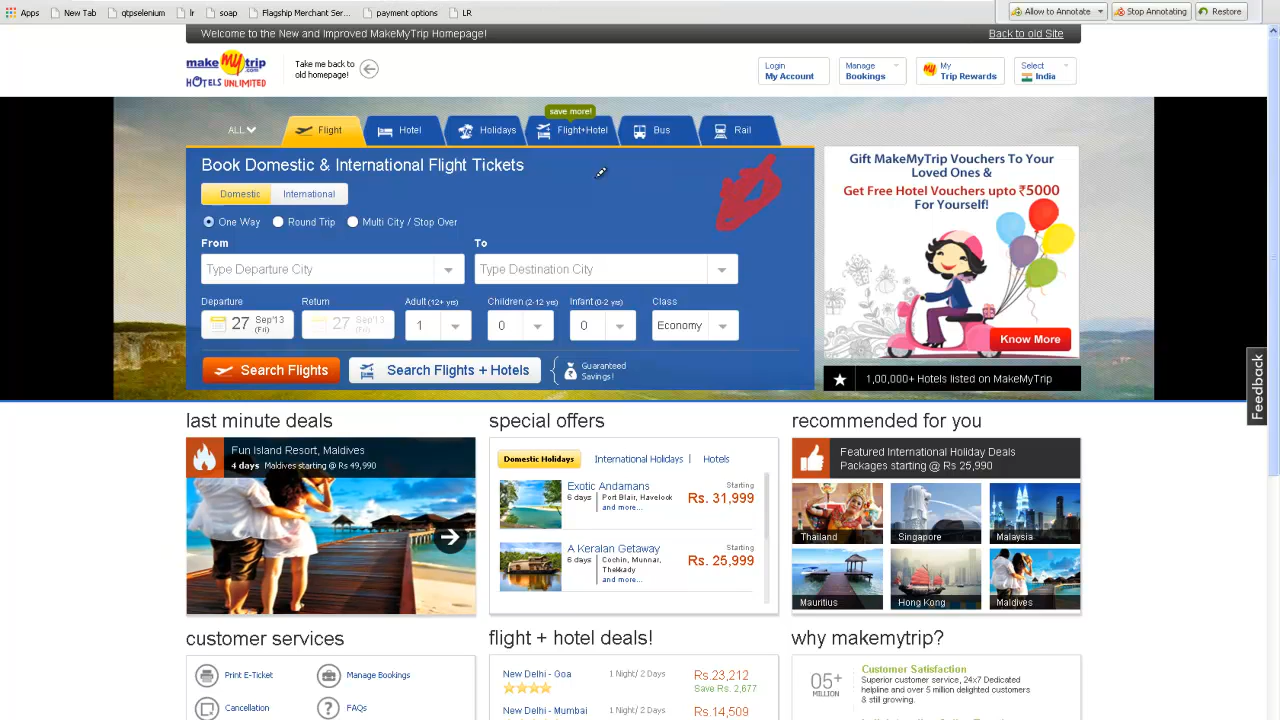 Apps New Tab qtpselenium lr soap Flagship Merchant Ser... payment options LR
Allow to Annotate Stop Annotating Restore
Welcome to the New and Improved MakeMyTrip Homepage!
Back to old Site
make my trip .com
HOTELS UNLIMITED
Take me back to
old homepage!
Login
My Account
Manage
Bookings
my
My
Trip Rewards
Select
India
save more!
ALL
Flight
Hotel
Holidays
Flight+Hotel
Bus
Rail
Book Domestic & International Flight Tickets
Domestic International
One Way Round Trip Multi City / Stop Over
From To
Type Departure City Type Destination City
Departure Return Adult (12+ yrs) Children (2-12 yrs) Infant (0-2 yrs) Class
27 Sep'13 (Fri) 27 Sep'13 (Fri) 1 0 0 Economy
Search Flights Search Flights + Hotels
Guaranteed
Savings!
Gift MakeMyTrip Vouchers To Your
Loved Ones &
Get Free Hotel Vouchers upto ₹5000
For Yourself!
Know More
1,00,000+ Hotels listed on MakeMyTrip
Feedback
last minute deals
Fun Island Resort, Maldives
4 days Maldives starting @ Rs 49,990
special offers
Domestic Holidays International Holidays | Hotels
Exotic Andamans
6 days Port Blair, Havelock
and more...
Starting
Rs. 31,999
A Keralan Getaway
6 days Cochin, Munnar,
Thekkady
and more...
Starting
Rs. 25,999
recommended for you
Featured International Holiday Deals
Packages starting @ Rs 25,990
Thailand Singapore Malaysia
Mauritius Hong Kong Maldives
customer services
Print E-Ticket Manage Bookings
Cancellation FAQs
flight + hotel deals!
New Delhi - Goa 1 Night/ 2 Days Rs.23,212
Save Rs. 2,677
New Delhi - Mumbai 1 Night/ 2 Days Rs.14,509
why makemytrip?
05+
MILLION
Customer Satisfaction
Superior customer service, 24x7 Dedicated
helpline and over 5 million delighted customers
& still growing.